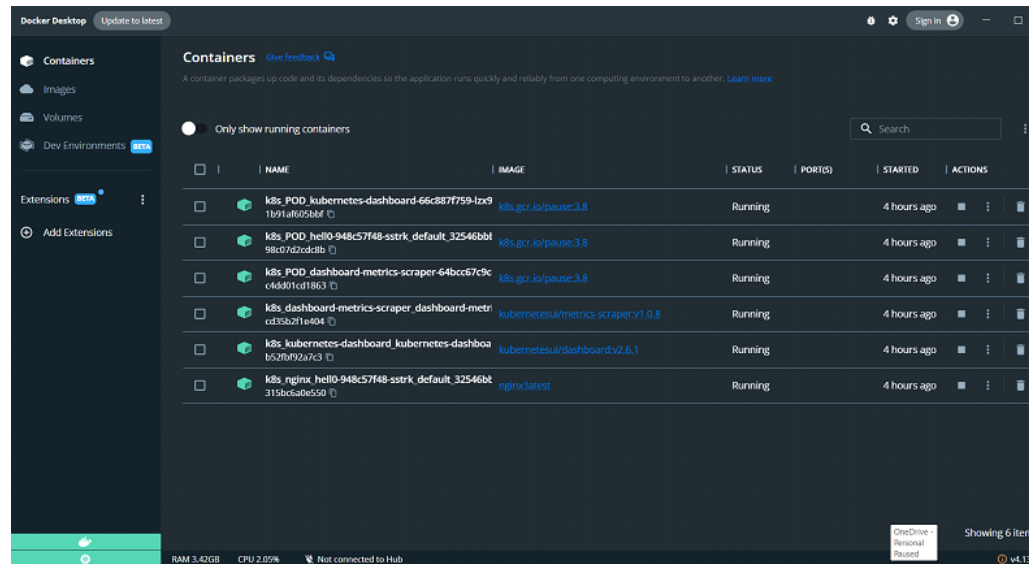 Docker Desktop Update to latest Sign in
Containers
Images
Volumes
Dev Environments BETA
Extensions BETA
Add Extensions
Containers Give feedback
A container packages up code and its dependencies so the application runs quickly and reliably from one computing environment to another. Learn more
Only show running containers
Search
NAME IMAGE STATUS PORT(S) STARTED ACTIONS
k8s_POD_kubernetes-dashboard-66c887f759-lzx9 k8s.gcr.io/pause:3.8 Running 4 hours ago
1b91af605bbf
k8s_POD_hell0-948c57f48-sstrk_default_32546bbl k8s.gcr.io/pause:3.8 Running 4 hours ago
98c07d2cdc8b
k8s_POD_dashboard-metrics-scraper-64bcc67c9c k8s.gcr.io/pause:3.8 Running 4 hours ago
c4dd01cd1863
k8s_dashboard-metrics-scraper_dashboard-metri kubernetesui/metrics-scraper:v1.0.8 Running 4 hours ago
cd35b2f1e404
k8s_kubernetes-dashboard_kubernetes-dashboa kubernetesui/dashboard:v2.6.1 Running 4 hours ago
b52fbf92a7c3
k8s_nginx_hell0-948c57f48-sstrk_default_32546bb nginx:latest Running 4 hours ago
315bc6a0e550
OneDrive -
Personal
Paused
Showing 6 iten
RAM 3.42GB CPU 2.05% Not connected to Hub v4.13